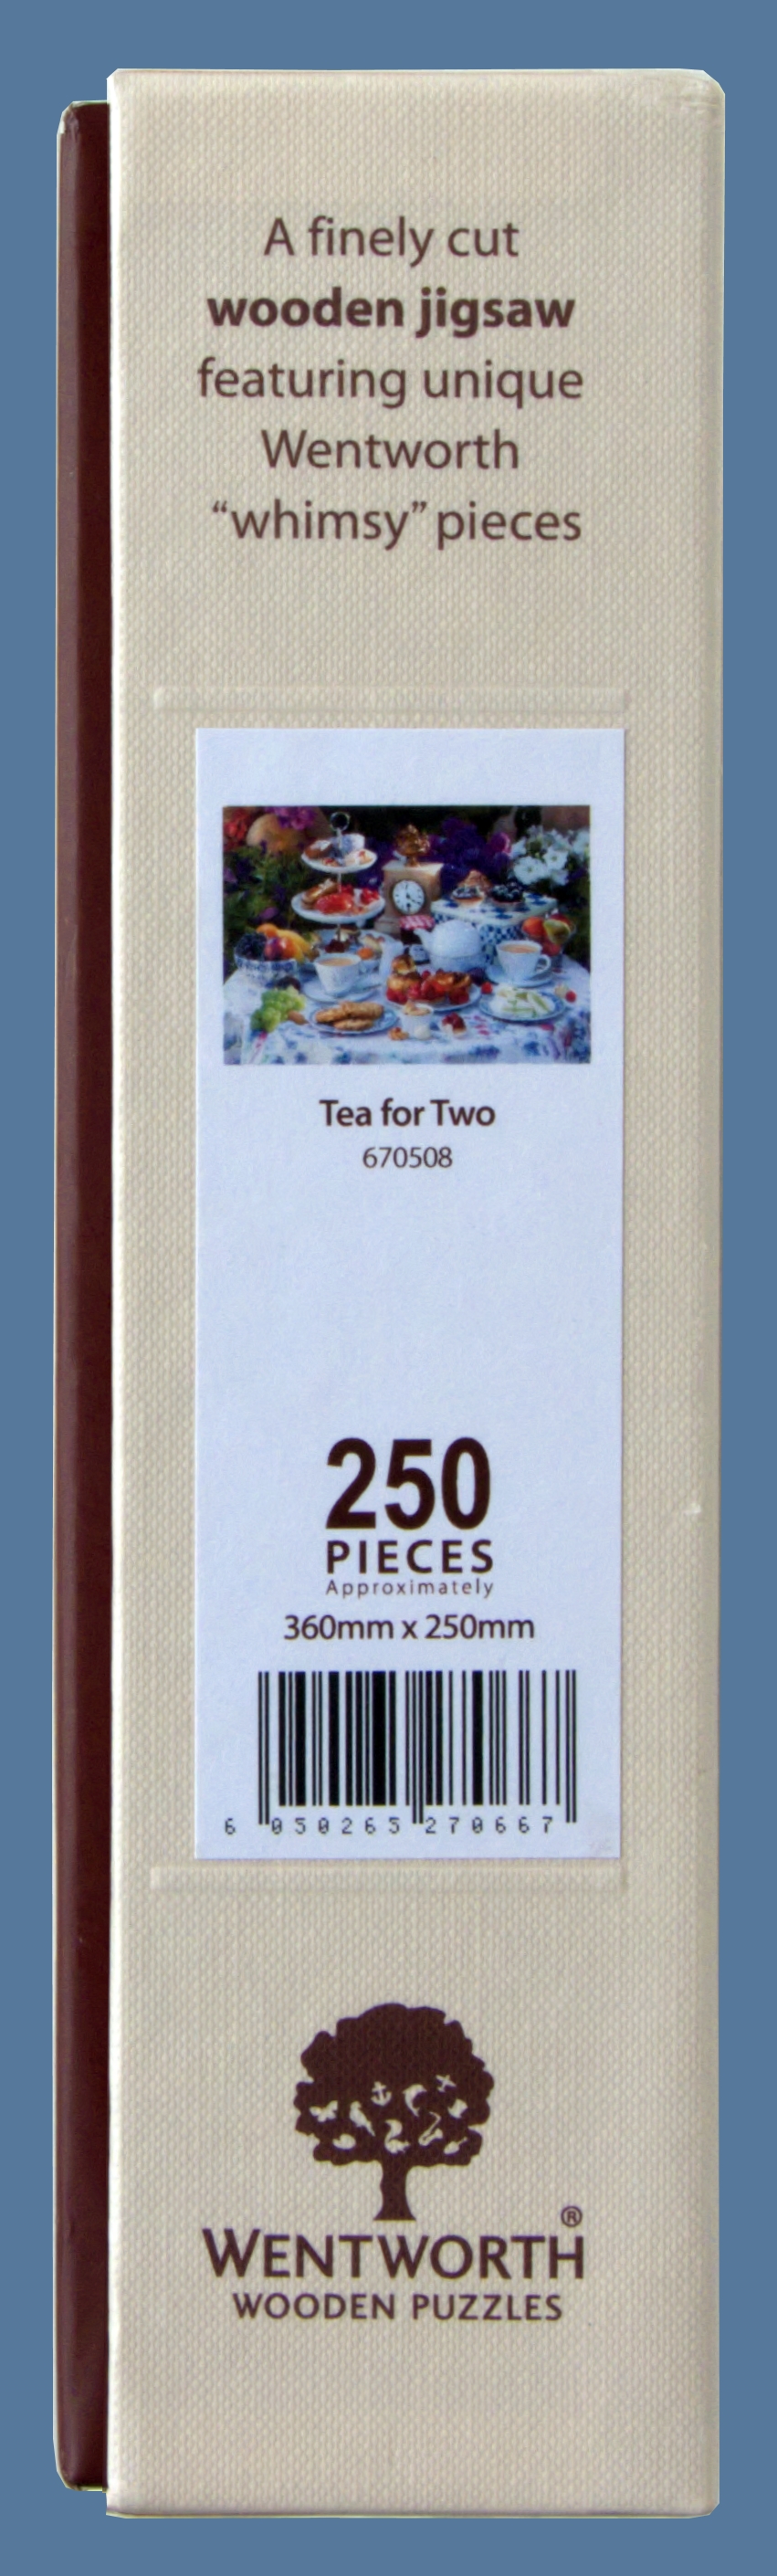 A finely cut
wooden jigsaw
featuring unique
Wentworth
“whimsy” pieces
Tea for Two
670508
250
PIECES
Approximately
360mm x 250mm
6 050265 270667
®
WENTWORTH
WOODEN PUZZLES